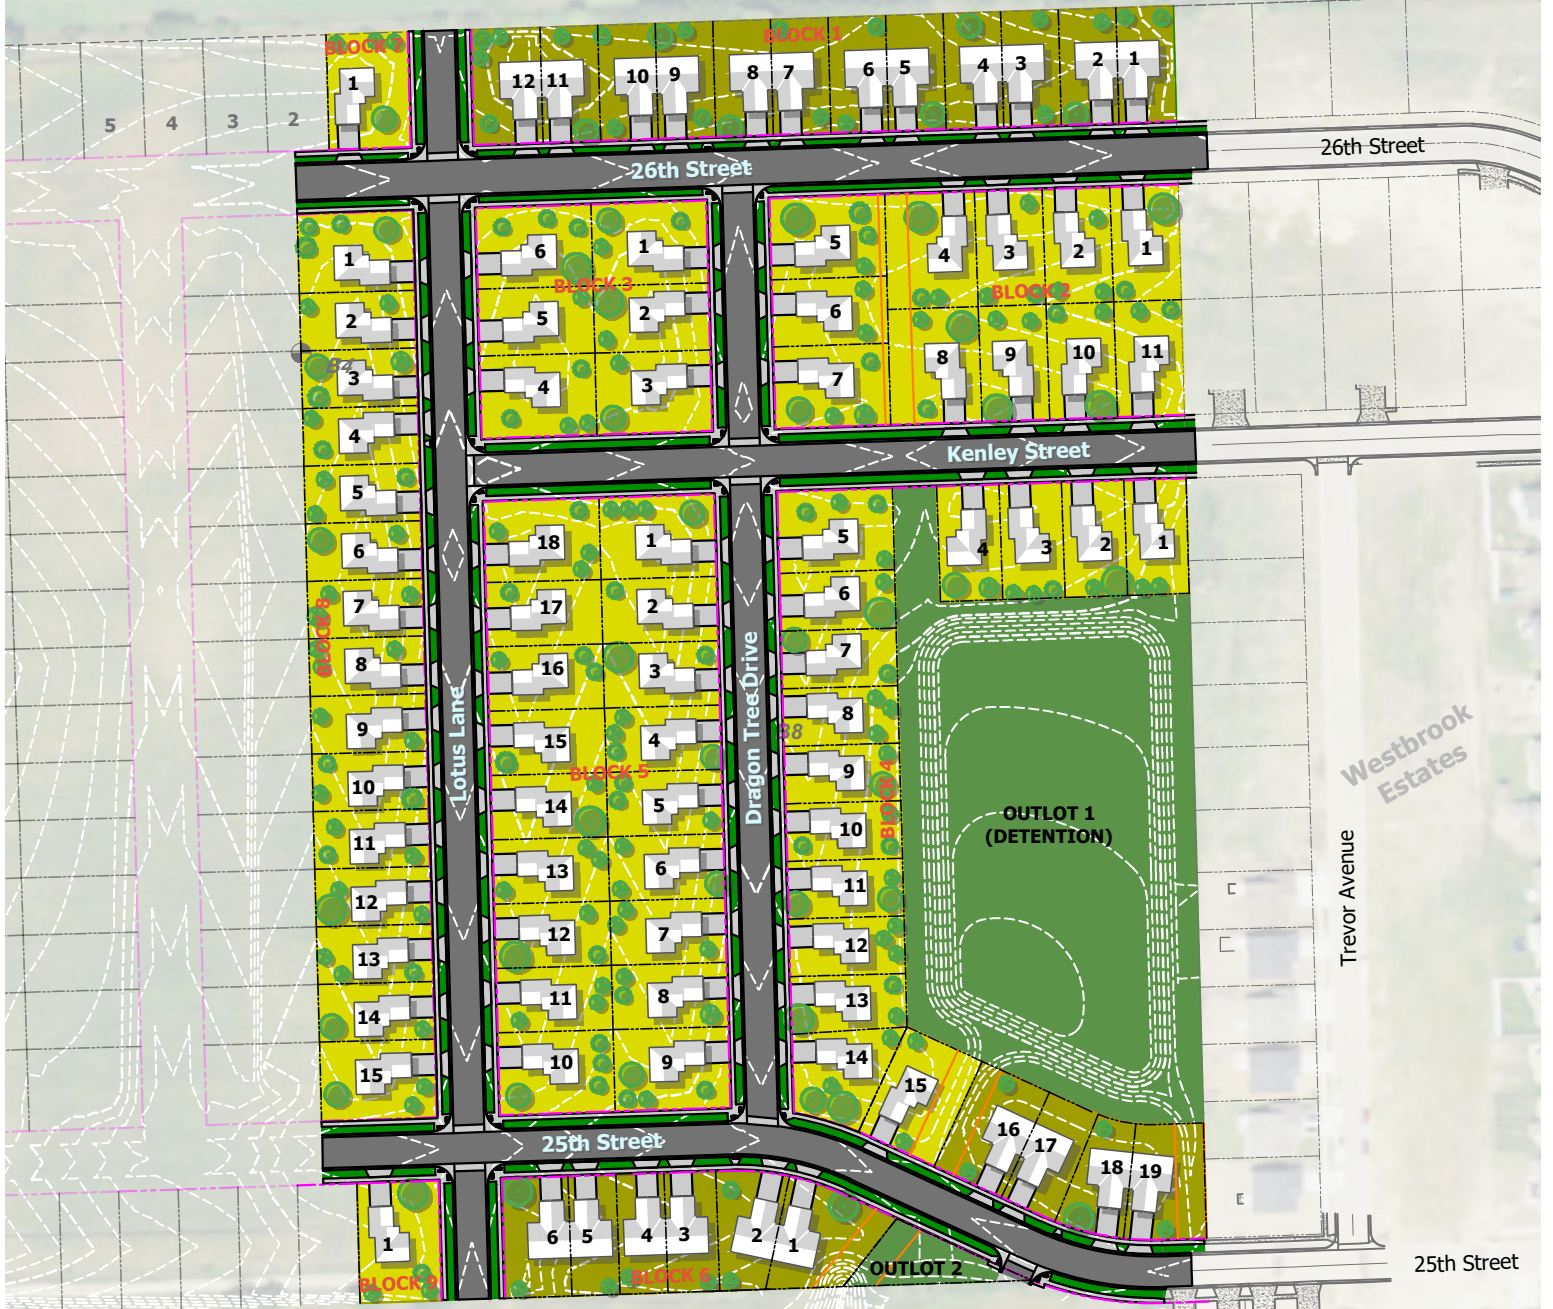 BLOCK 7
1
BLOCK 1
12 11 10 9 8 7 6 5 4 3 2 1
5 4 3 2
26th Street
26th Street
1
2
B4
3
4
5
6
7
BLOCK 8
8
9
10
11
12
13
14
15
Lotus Lane
6 1
BLOCK 3
5 2
4 3
5
6
7
4 3 2 1
BLOCK 2
8 9 10 11
Kenley Street
18 1
17 2
16 3
15 4
BLOCK 5
14 5
13 6
12 7
11 8
10 9
Dragon Tree Drive
5
6
7
8
B8
9
BLOCK 4
10
11
12
13
14
15
16 17
18 19
4 3 2 1
OUTLOT 1
(DETENTION)
Westbrook
Estates
Trevor Avenue
25th Street
25th Street
1
BLOCK 9
6 5 4 3 2 1
BLOCK 6
OUTLOT 2